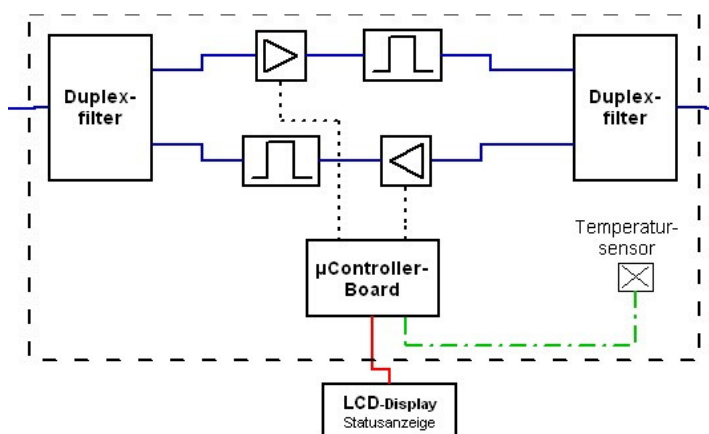 Duplex-
filter
Duplex-
filter
Temperatur-
sensor
µController-
Board
LCD-Display
Statusanzeige